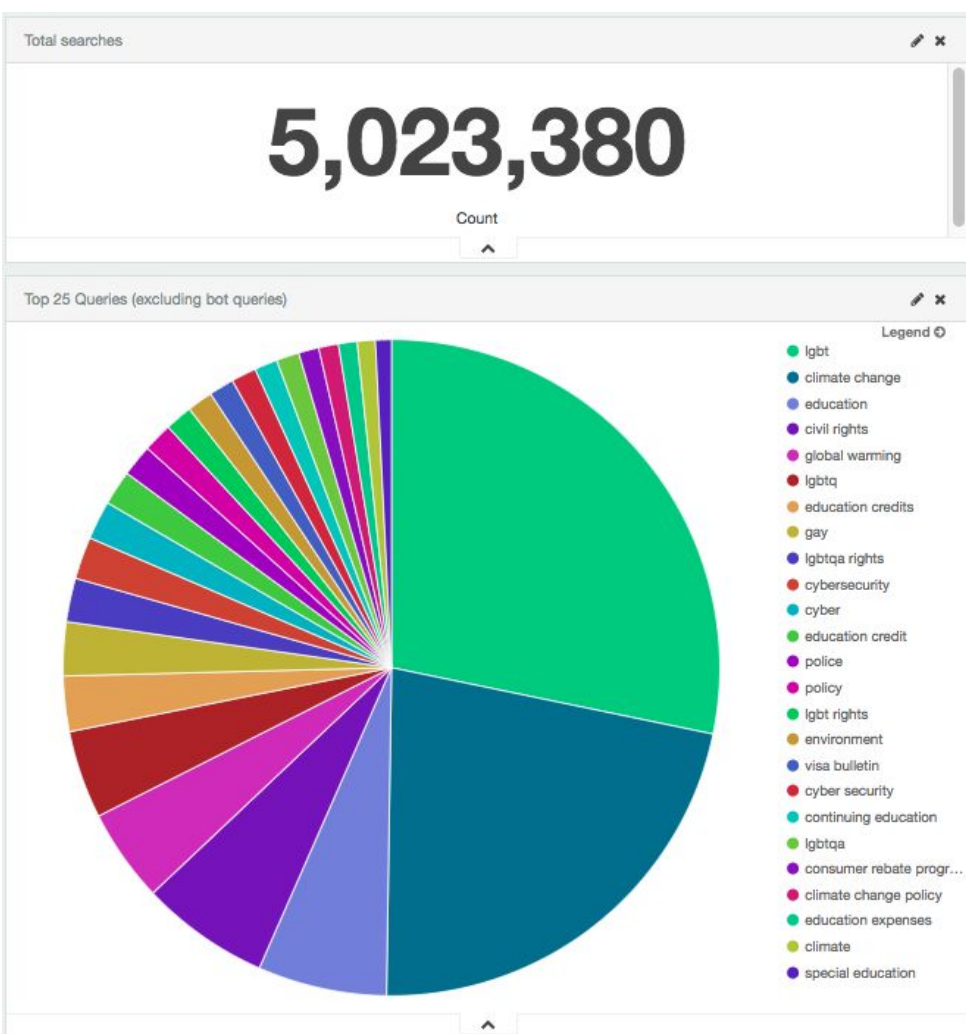 Total searches
5,023,380
Count
Top 25 Queries (excluding bot queries)
Legend
lgbt
climate change
education
civil rights
global warming
lgbtq
education credits
gay
lgbtqa rights
cybersecurity
cyber
education credit
police
policy
lgbt rights
environment
visa bulletin
cyber security
continuing education
lgbtqa
consumer rebate progr...
climate change policy
education expenses
climate
special education